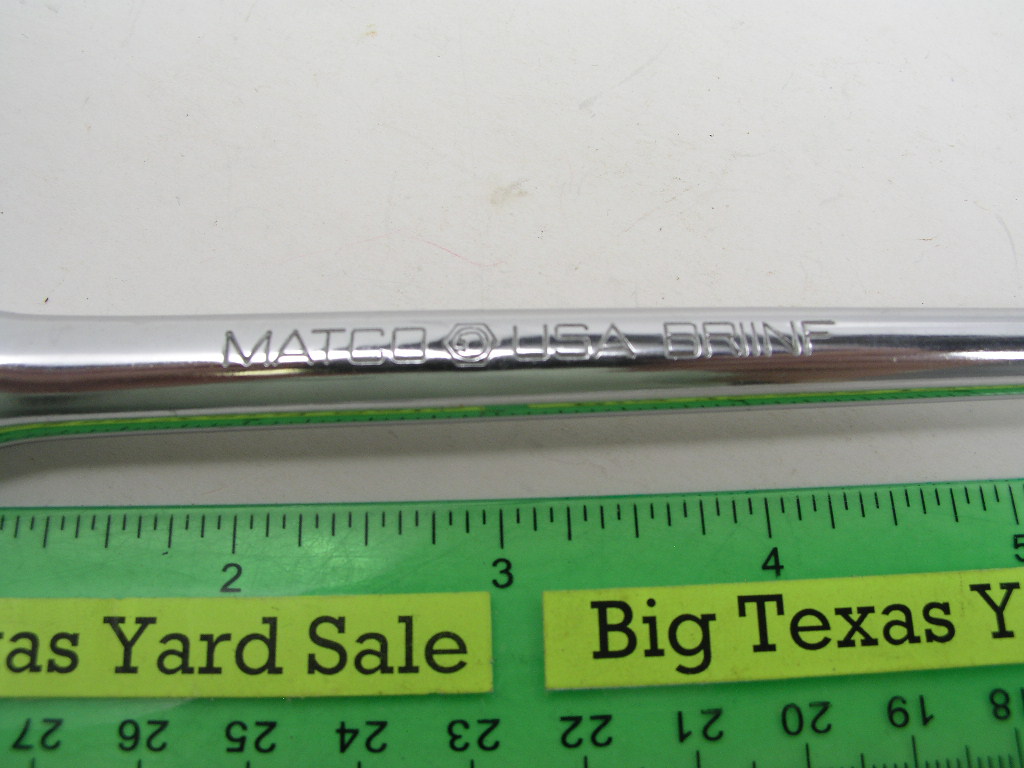 MATCO USA BRIINF
2 3 4 5
as Yard Sale Big Texas Y
27 26 25 24 23 22 21 20 19 18